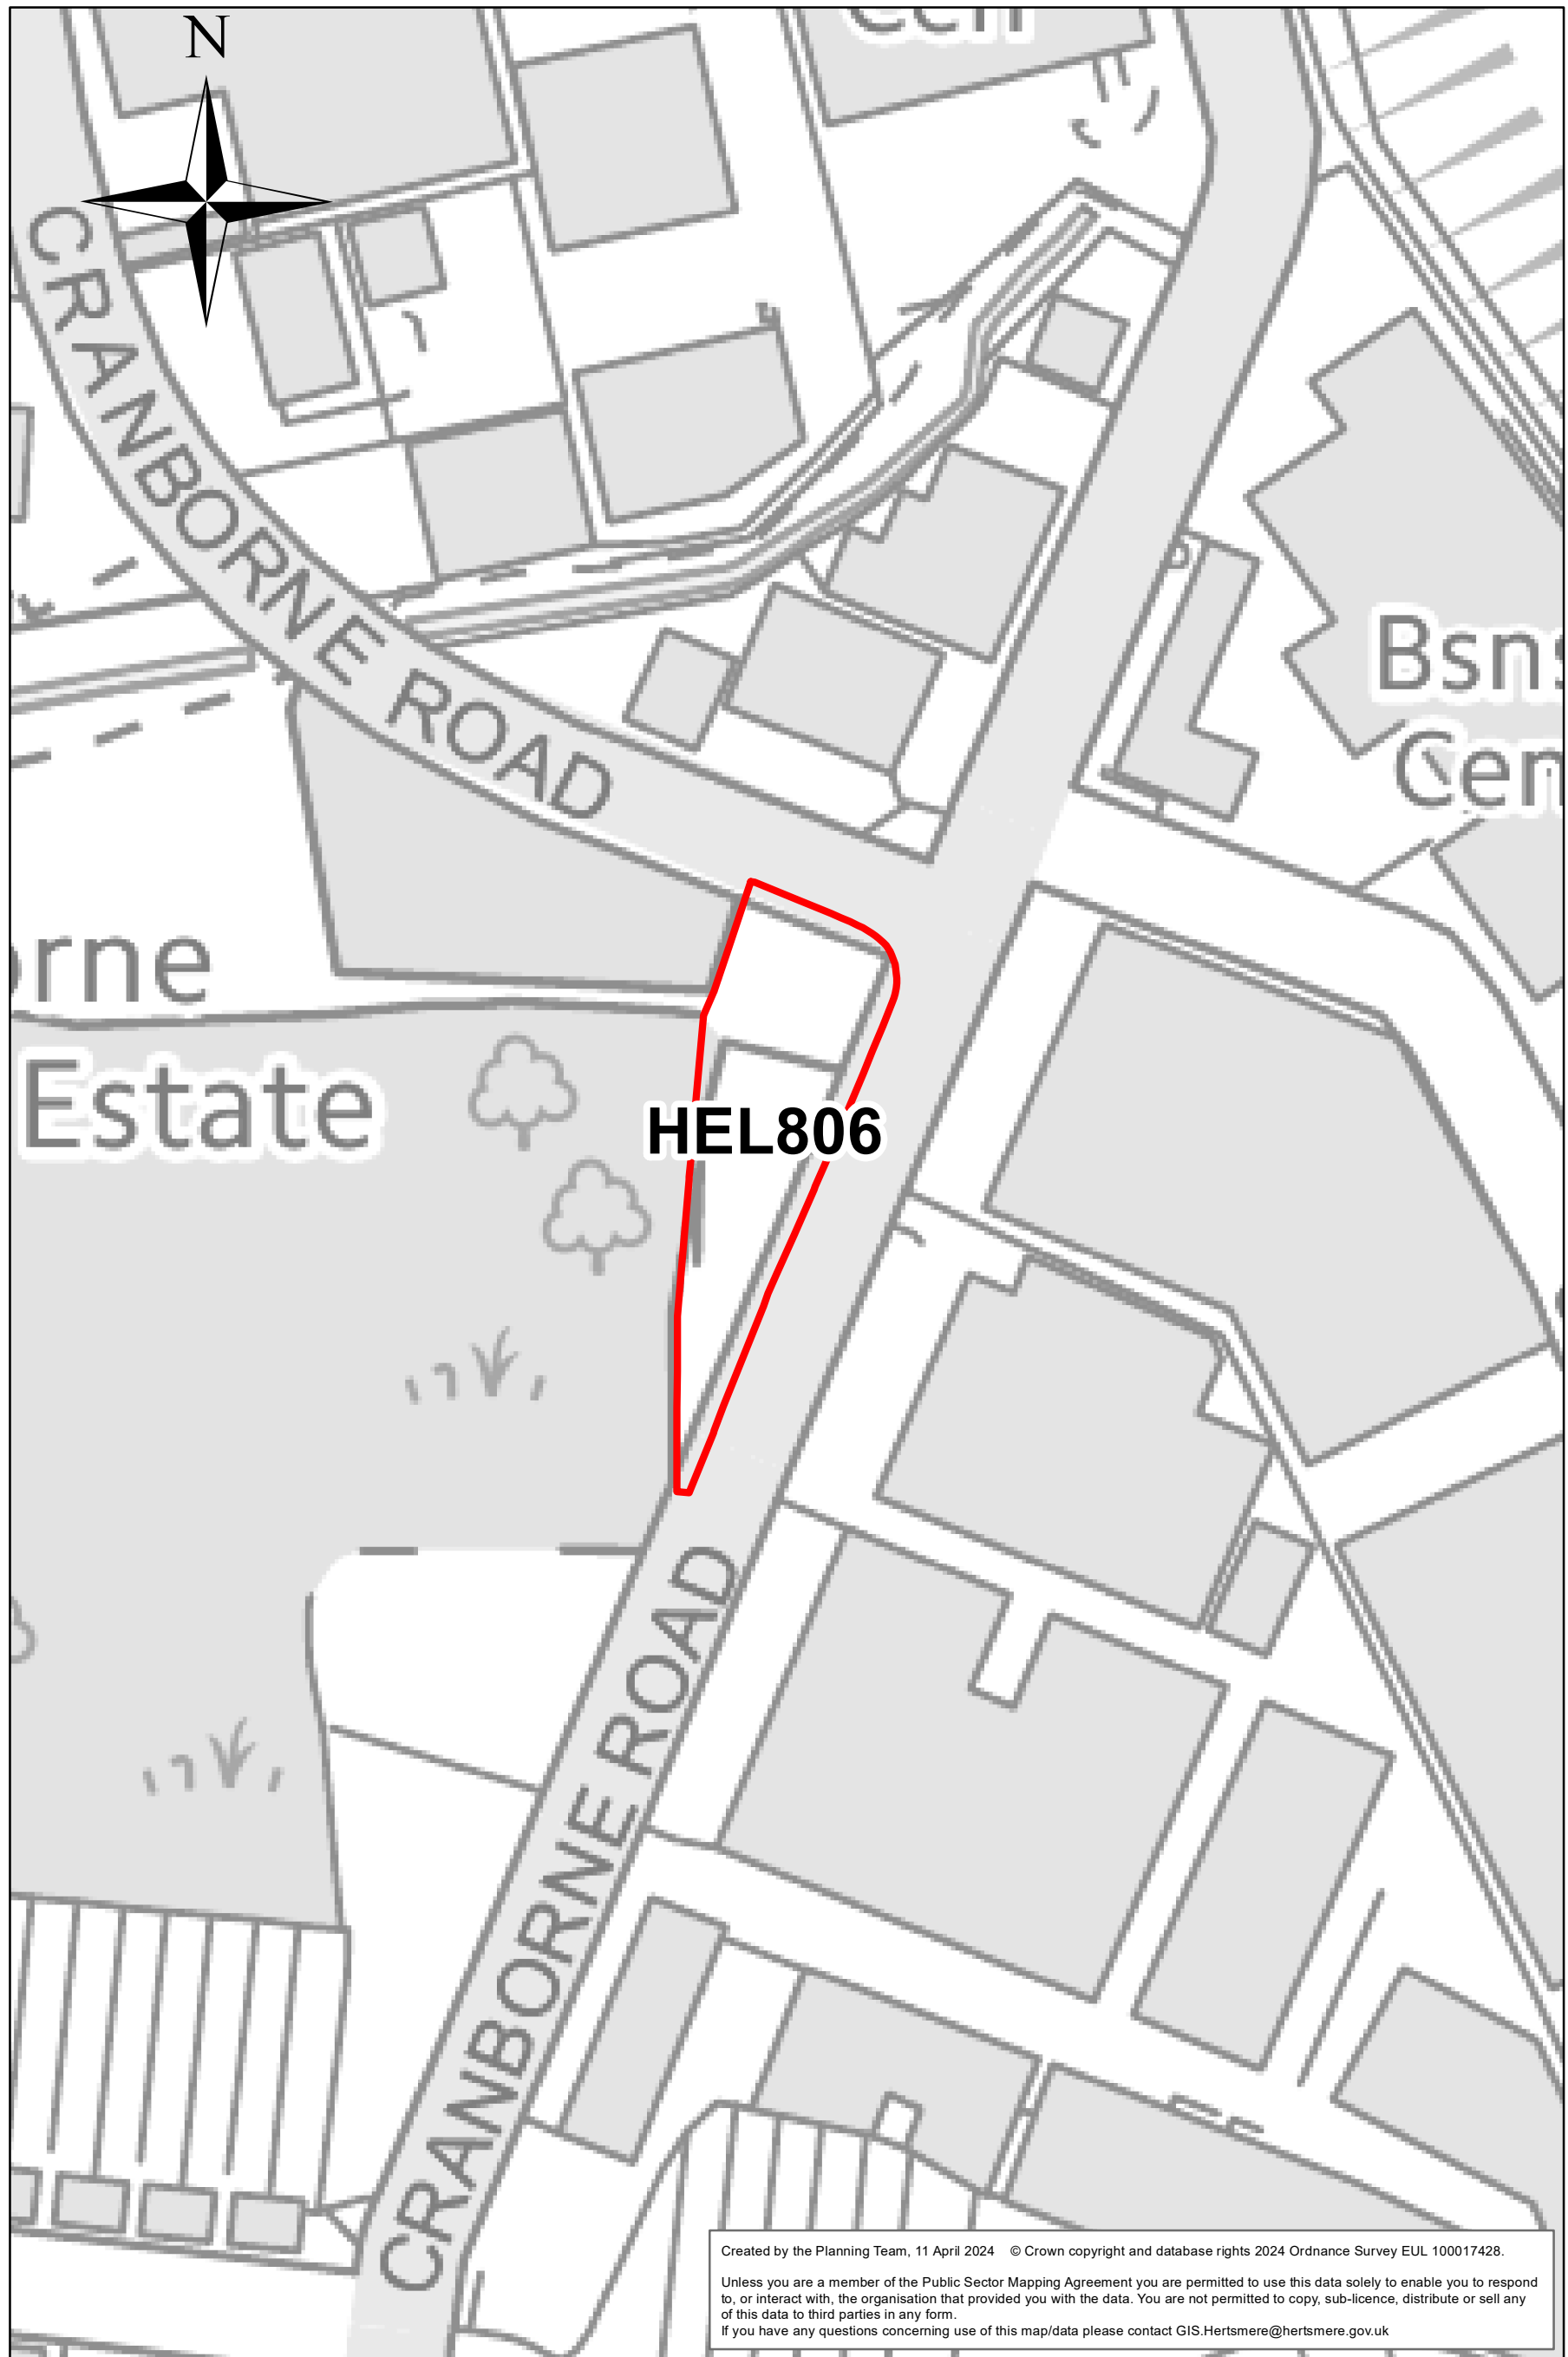 N
CRANBORNE ROAD
Cen
rne
Estate
HEL806
CRANBORNE ROAD
Created by the Planning Team, 11 April 2024 © Crown copyright and database rights 2024 Ordnance Survey EUL 100017428.
Unless you are a member of the Public Sector Mapping Agreement you are permitted to use this data solely to enable you to respond
to, or interact with, the organisation that provided you with the data. You are not permitted to copy, sub-licence, distribute or sell any
of this data to third parties in any form.
If you have any questions concerning use of this map/data please contact GIS.Hertsmere@hertsmere.gov.uk